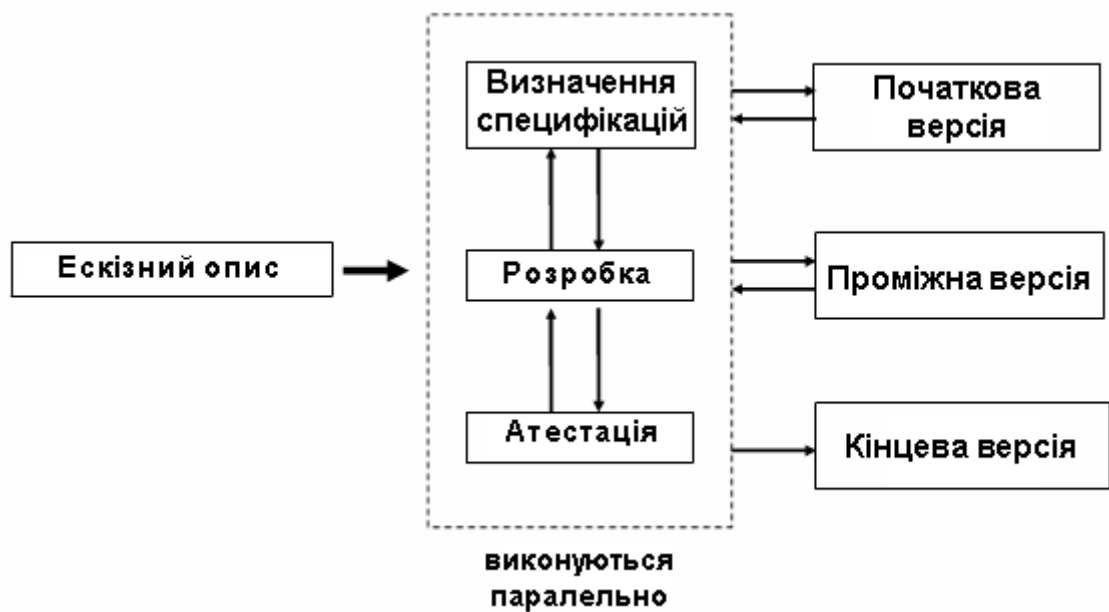 Ескізний опис
Визначення
специфікацій
Розробка
Атестація
виконуються
паралельно
Початкова
версія
Проміжна версія
Кінцева версія